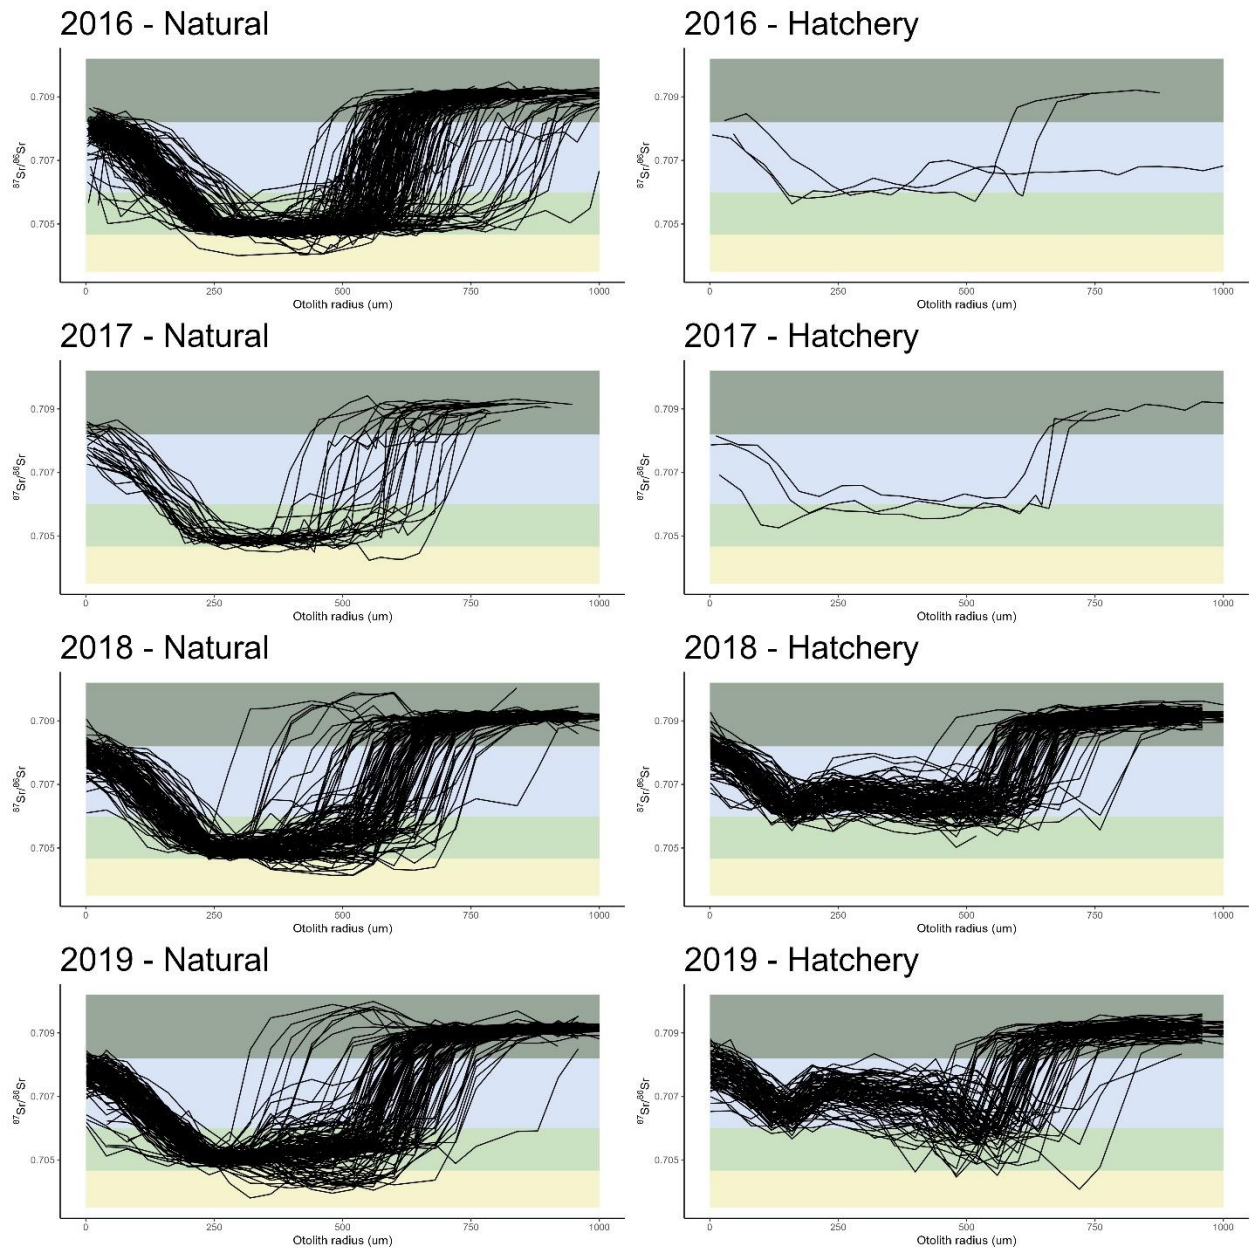 2016 - Natural
0.709
0.707
0.705
87Sr/86Sr
0 250 500 750 1000
Otolith radius (um)
2016 - Hatchery
0.709
0.707
0.705
87Sr/86Sr
0 250 500 750 1000
Otolith radius (um)
2017 - Natural
0.709
0.707
0.705
87Sr/86Sr
0 250 500 750 1000
Otolith radius (um)
2017 - Hatchery
0.709
0.707
0.705
87Sr/86Sr
0 250 500 750 1000
Otolith radius (um)
2018 - Natural
0.709
0.707
0.705
87Sr/86Sr
0 250 500 750 1000
Otolith radius (um)
2018 - Hatchery
0.709
0.707
0.705
87Sr/86Sr
0 250 500 750 1000
Otolith radius (um)
2019 - Natural
0.709
0.707
0.705
87Sr/86Sr
0 250 500 750 1000
Otolith radius (um)
2019 - Hatchery
0.709
0.707
0.705
87Sr/86Sr
0 250 500 750 1000
Otolith radius (um)